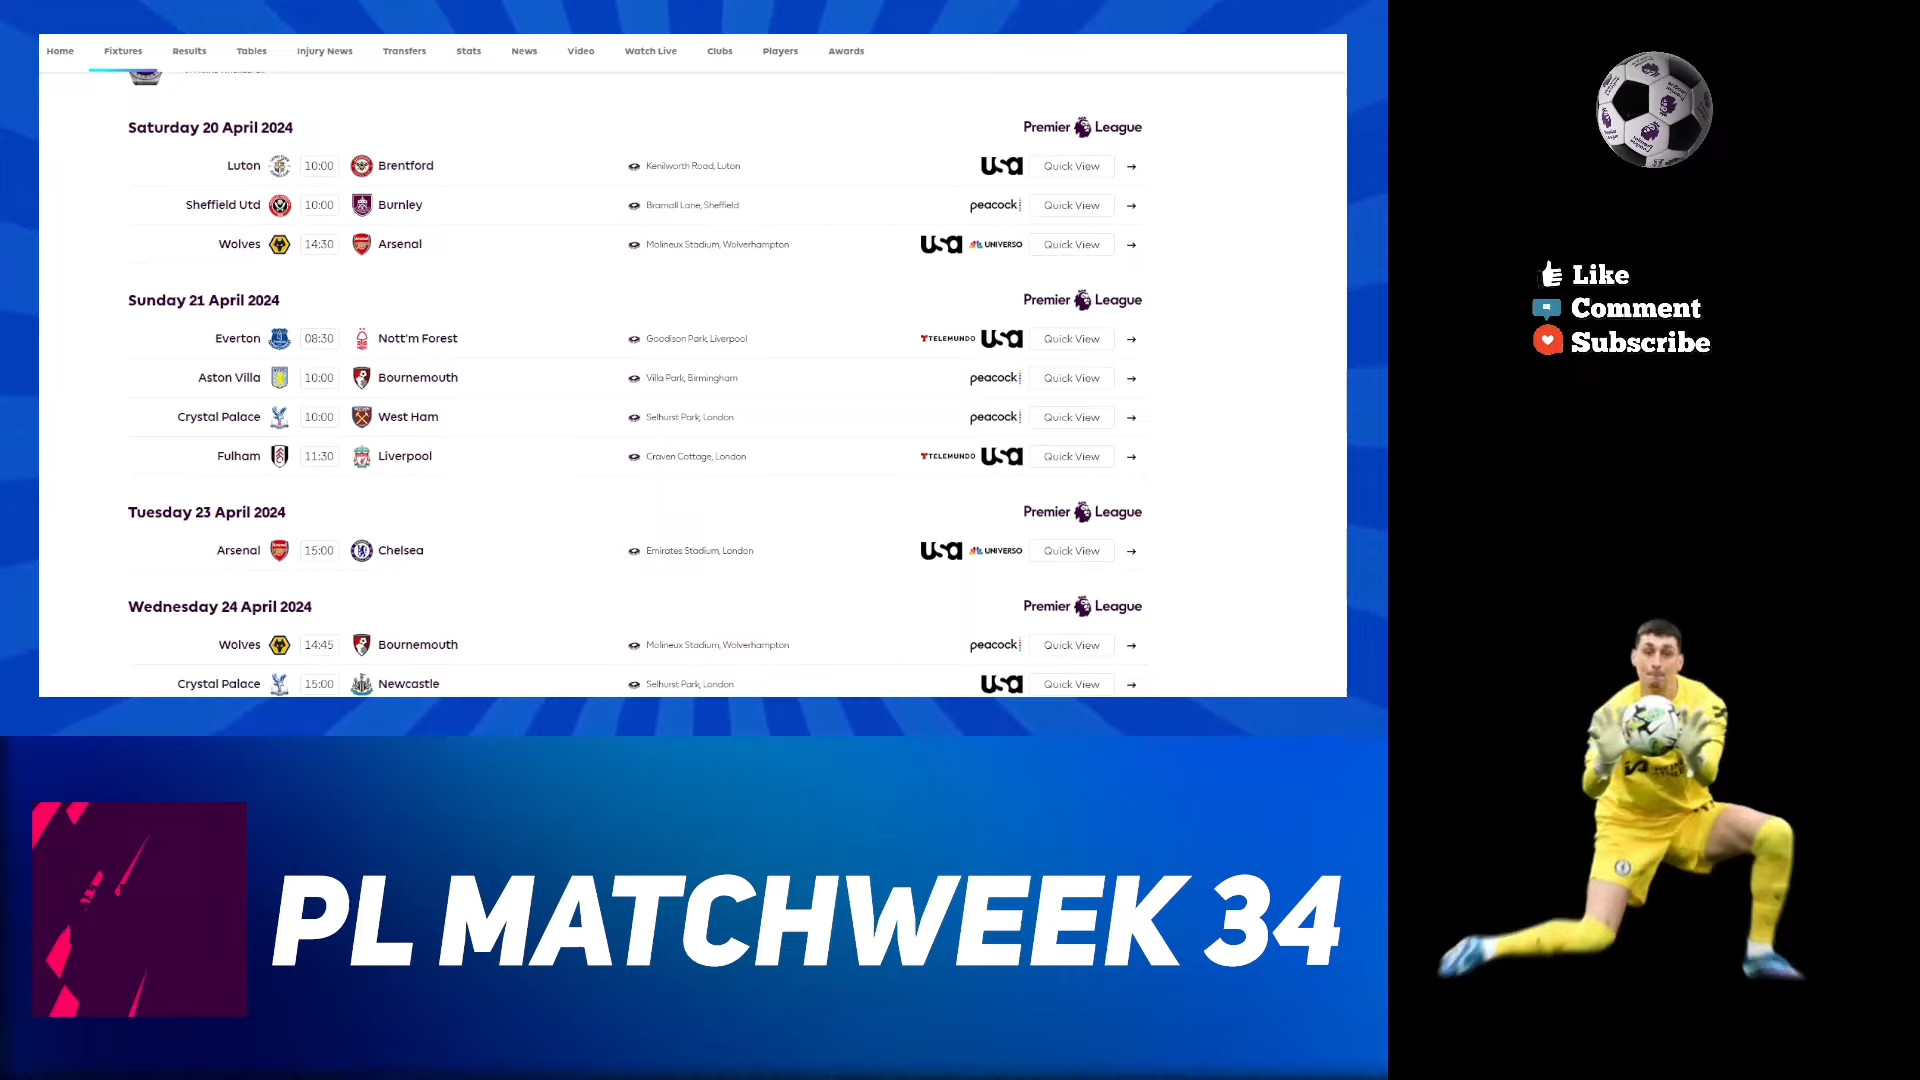 Home Fixtures Results Tables Injury News Transfers Stats News Video Watch Live Clubs Players Awards
Saturday 20 April 2024 Premier League
Luton 10:00 Brentford Kenilworth Road, Luton USA Quick View →
Sheffield Utd 10:00 Burnley Bramall Lane, Sheffield peacock Quick View →
Wolves 14:30 Arsenal Molineux Stadium, Wolverhampton USA UNIVERSO Quick View →
Sunday 21 April 2024 Premier League
Everton 08:30 Nott'm Forest Goodison Park, Liverpool TELEMUNDO USA Quick View →
Aston Villa 10:00 Bournemouth Villa Park, Birmingham peacock Quick View →
Crystal Palace 10:00 West Ham Selhurst Park, London peacock Quick View →
Fulham 11:30 Liverpool Craven Cottage, London TELEMUNDO USA Quick View →
Tuesday 23 April 2024 Premier League
Arsenal 15:00 Chelsea Emirates Stadium, London USA UNIVERSO Quick View →
Wednesday 24 April 2024 Premier League
Wolves 14:45 Bournemouth Molineux Stadium, Wolverhampton peacock Quick View →
Crystal Palace 15:00 Newcastle Selhurst Park, London USA Quick View →
Like
Comment
Subscribe
PL MATCHWEEK 34